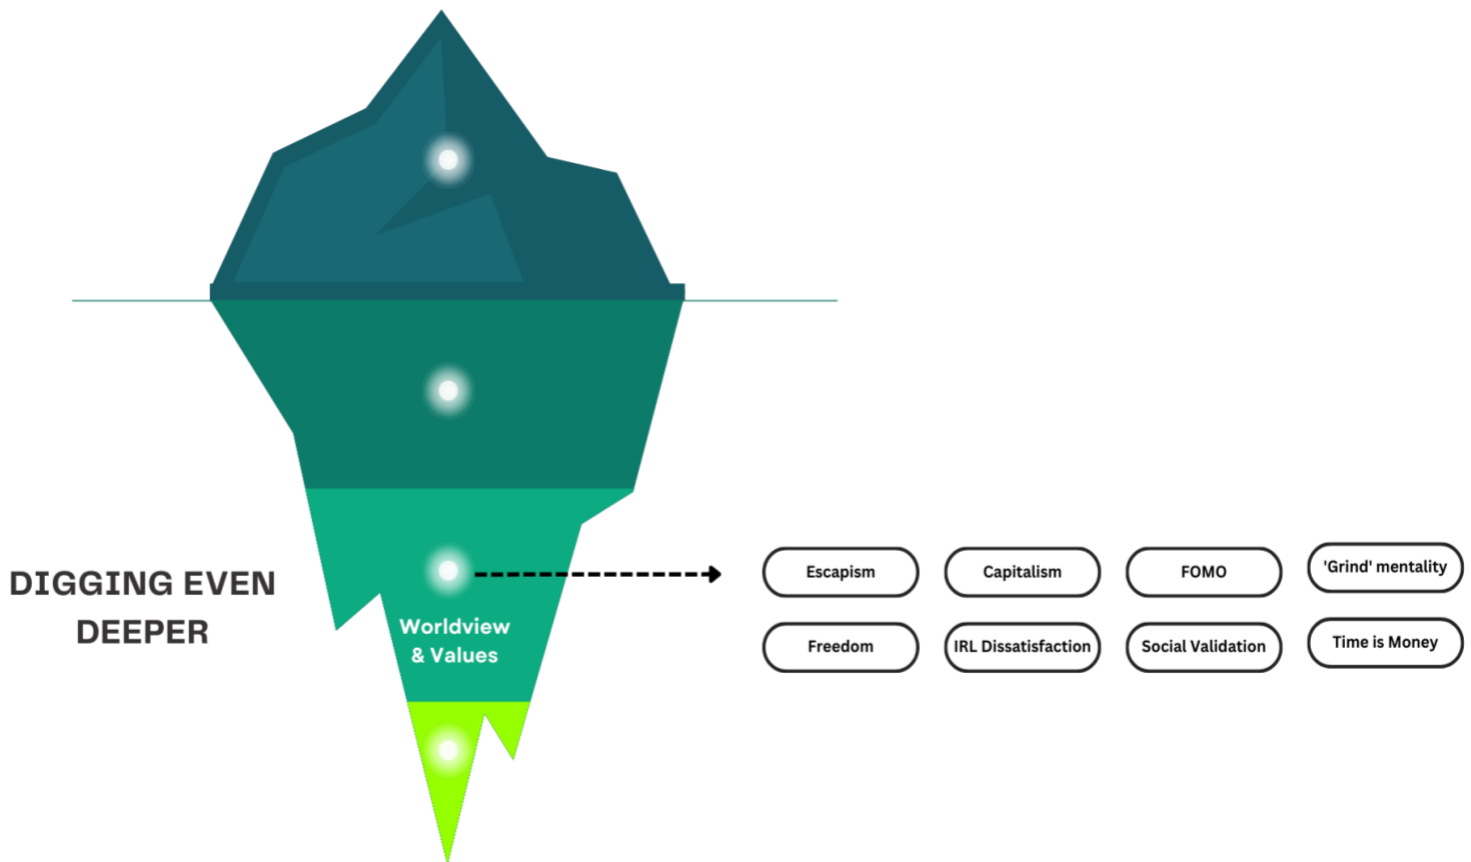 DIGGING EVEN
DEEPER
Worldview
& Values
Escapism
Capitalism
FOMO
'Grind' mentality
Freedom
IRL Dissatisfaction
Social Validation
Time is Money